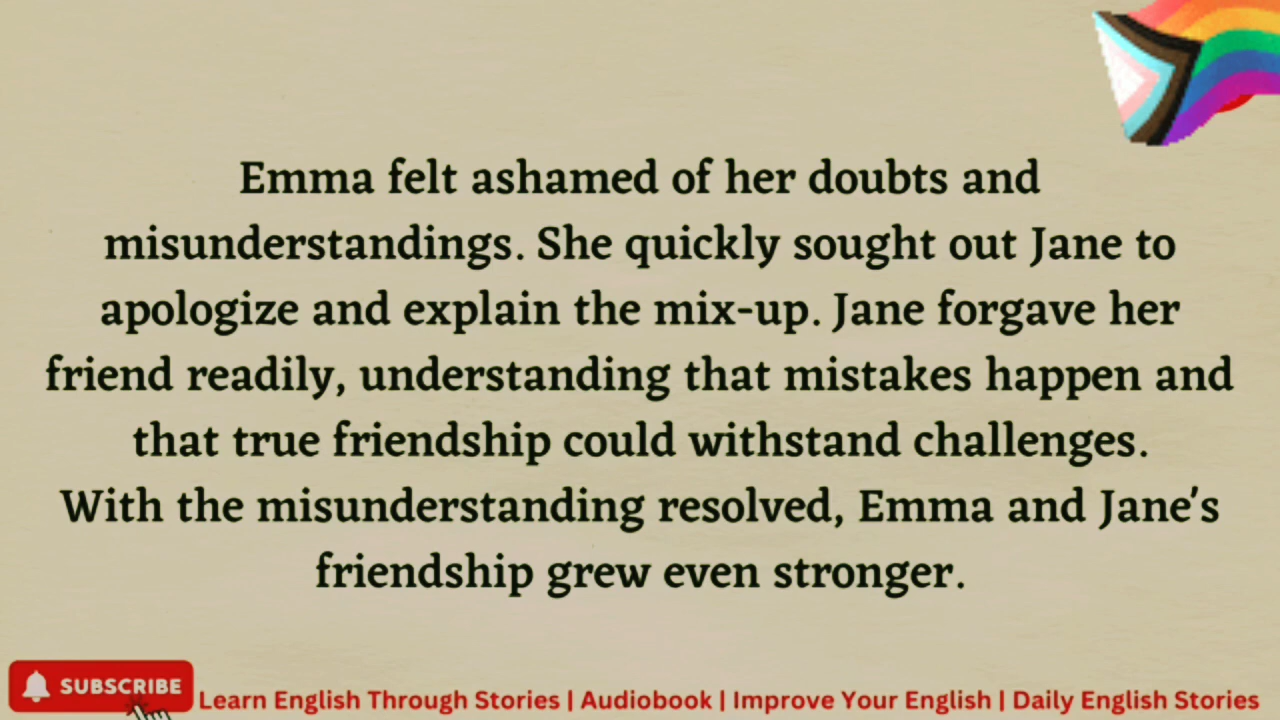 Emma felt ashamed of her doubts and
misunderstandings. She quickly sought out Jane to
apologize and explain the mix-up. Jane forgave her
friend readily, understanding that mistakes happen and
that true friendship could withstand challenges.
With the misunderstanding resolved, Emma and Jane's
friendship grew even stronger.
SUBSCRIBE
Learn English Through Stories | Audiobook | Improve Your English | Daily English Stories